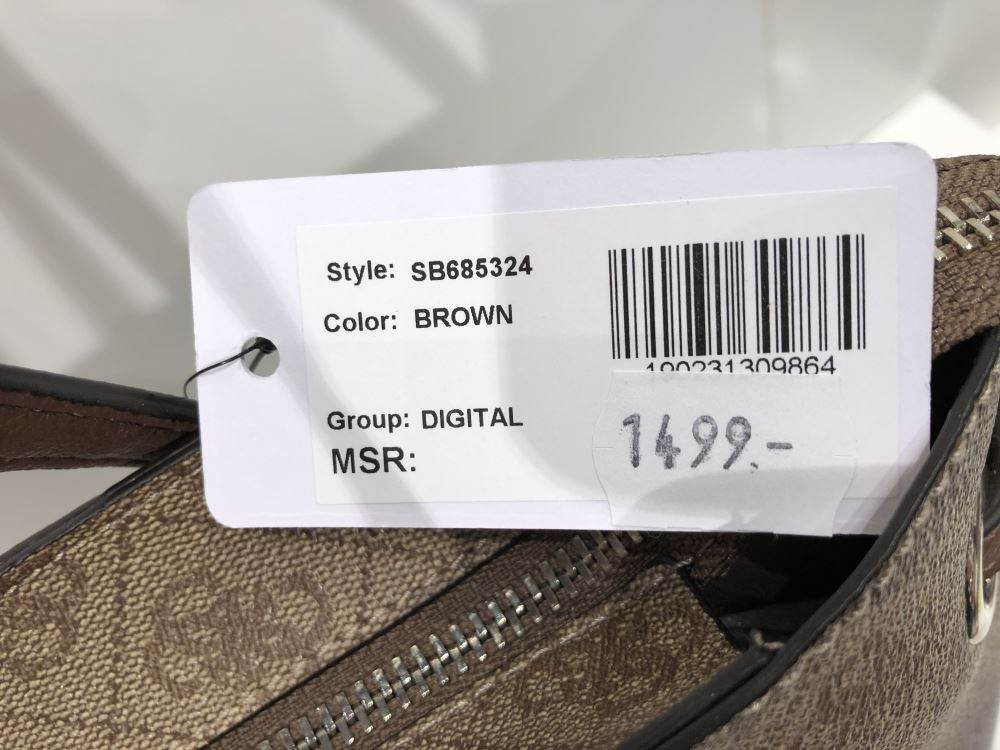 Style: SB685324
Color: BROWN
190231309864
Group: DIGITAL
MSR:
1499.-